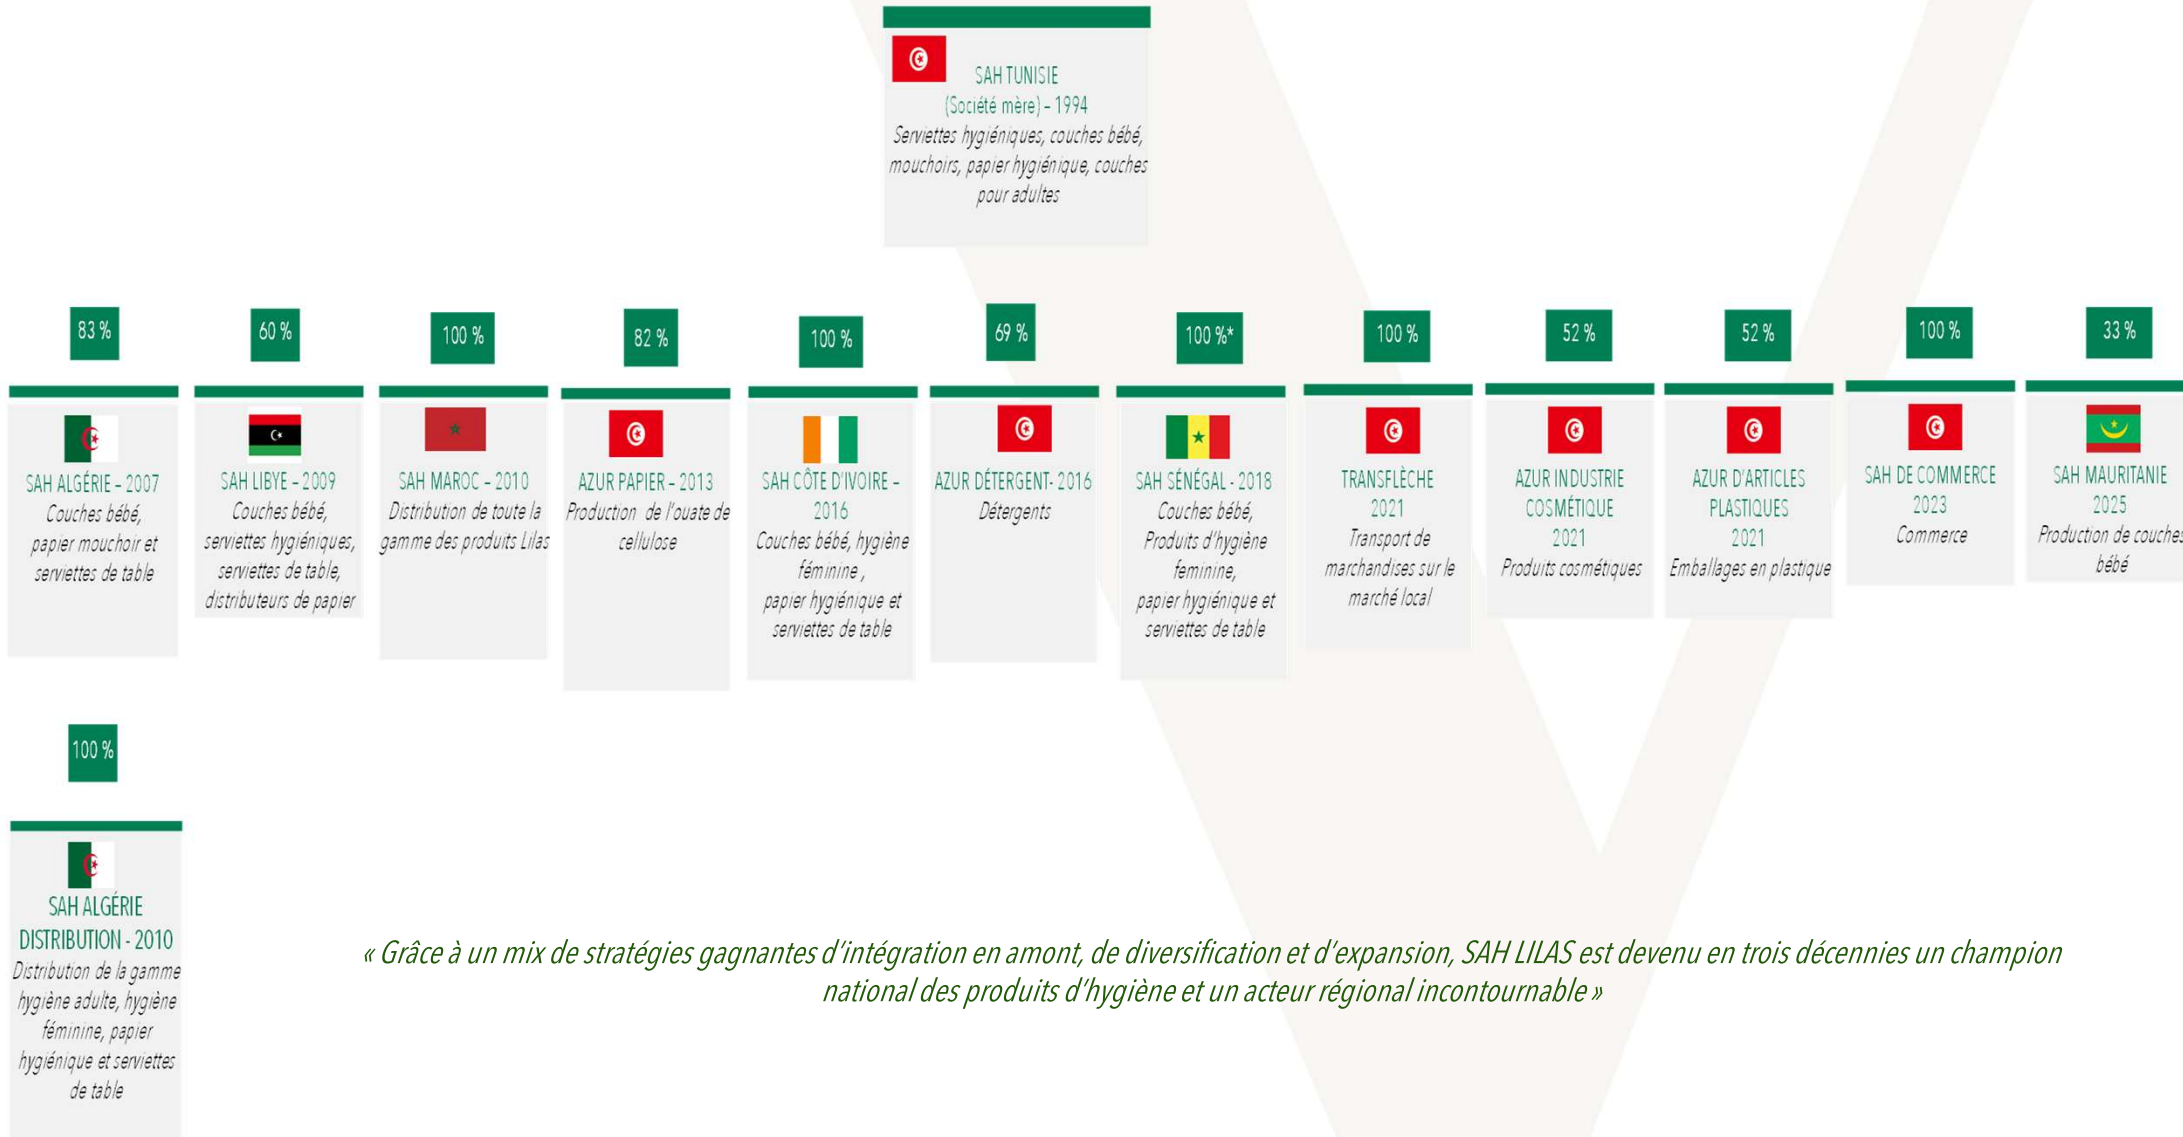 SAH TUNISIE
(Société mère) – 1994
Serviettes hygiéniques, couches bébé,
mouchoirs, papier hygiénique, couches
pour adultes
83 %
60 %
100 %
82 %
100 %
69 %
100 %*
100 %
52 %
52 %
100 %
33 %
SAH ALGÉRIE – 2007
Couches bébé,
papier mouchoir et
serviettes de table
SAH LIBYE – 2009
Couches bébé,
serviettes hygiéniques,
serviettes de table,
distributeurs de papier
SAH MAROC – 2010
Distribution de toute la
gamme des produits Lilas
AZUR PAPIER – 2013
Production de l'ouate de
cellulose
SAH CÔTE D'IVOIRE –
2016
Couches bébé, hygiène
féminine ,
papier hygiénique et
serviettes de table
AZUR DÉTERGENT- 2016
Détergents
SAH SÉNÉGAL - 2018
Couches bébé,
Produits d'hygiène
feminine,
papier hygiénique et
serviettes de table
TRANSFLÈCHE
2021
Transport de
marchandises sur le
marché local
AZUR INDUSTRIE
COSMÉTIQUE
2021
Produits cosmétiques
AZUR D'ARTICLES
PLASTIQUES
2021
Emballages en plastique
SAH DE COMMERCE
2023
Commerce
SAH MAURITANIE
2025
Production de couches
bébé
100 %
SAH ALGÉRIE
DISTRIBUTION - 2010
Distribution de la gamme
hygiène adulte, hygiène
féminine, papier
hygiénique et serviettes
de table
« Grâce à un mix de stratégies gagnantes d'intégration en amont, de diversification et d'expansion, SAH LILAS est devenu en trois décennies un champion
national des produits d'hygiène et un acteur régional incontournable »